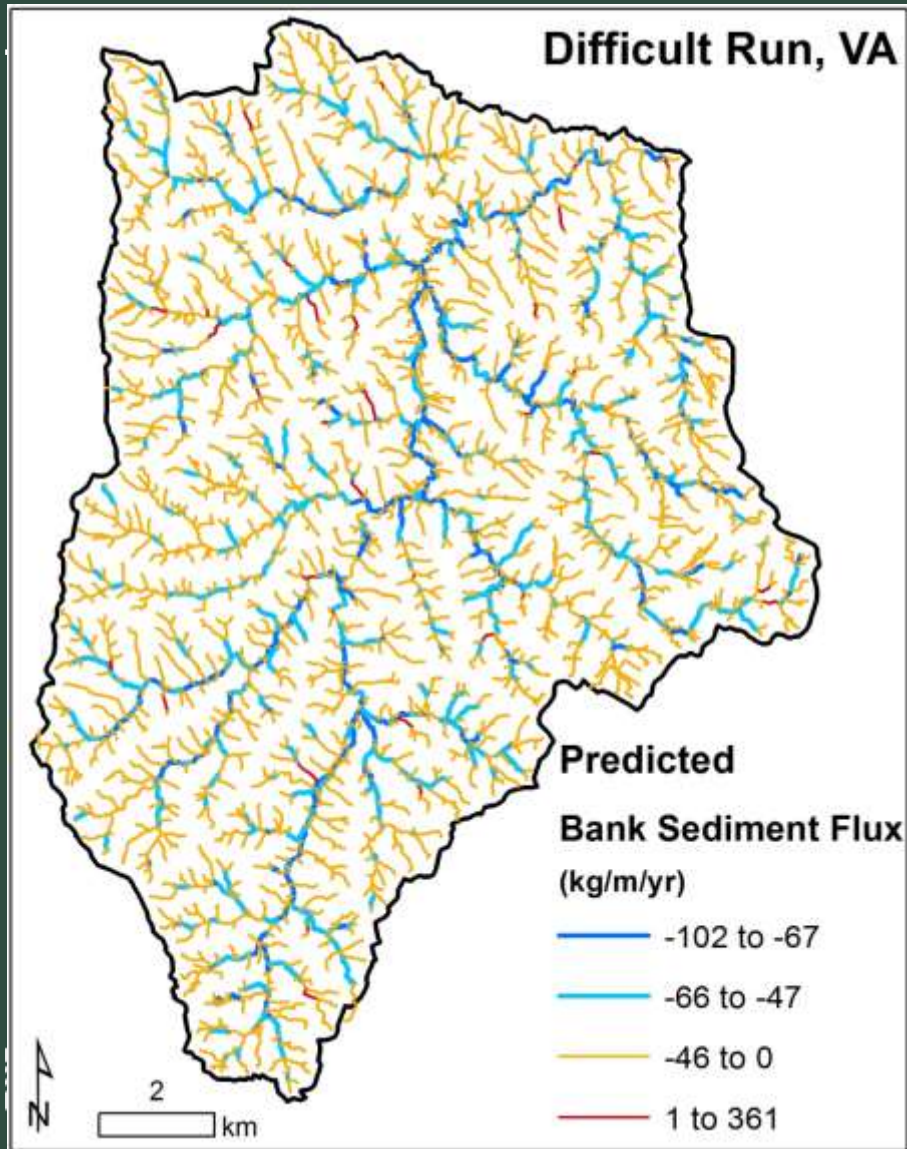 Difficult Run, VA
Predicted
Bank Sediment Flux
(kg/m/yr)
-102 to -67
-66 to -47
-46 to 0
1 to 361
N
2
km